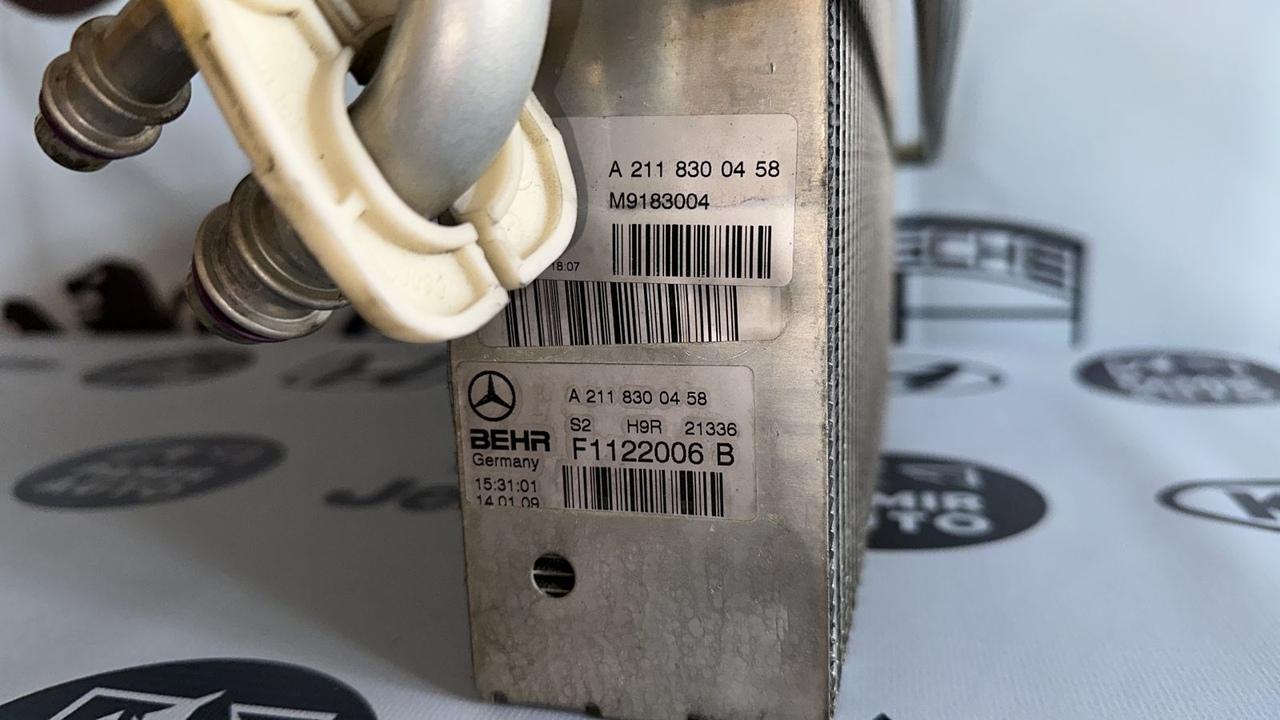 A 211 830 04 58
M9183004
18:07
A 211 830 04 58
S2 H9R 21336
BEHR F1122006 B
Germany
15:31:01
14.01.09